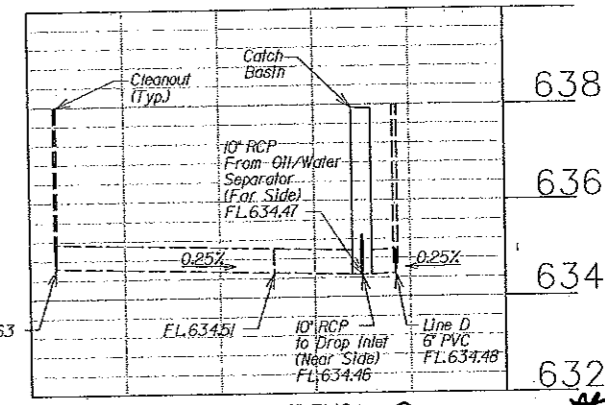 Cleanout
(Typ.)
Catch
Basin
638
10" RCP
From Oil/Water
Separator
(Far Side)
FL.634.47
636
0.25%
0.25%
634
63
F.L.634.51
10" RCP
to Drop Inlet
(Near Side)
FL 634.46
Line D
6" PVC
FL.634.48
632